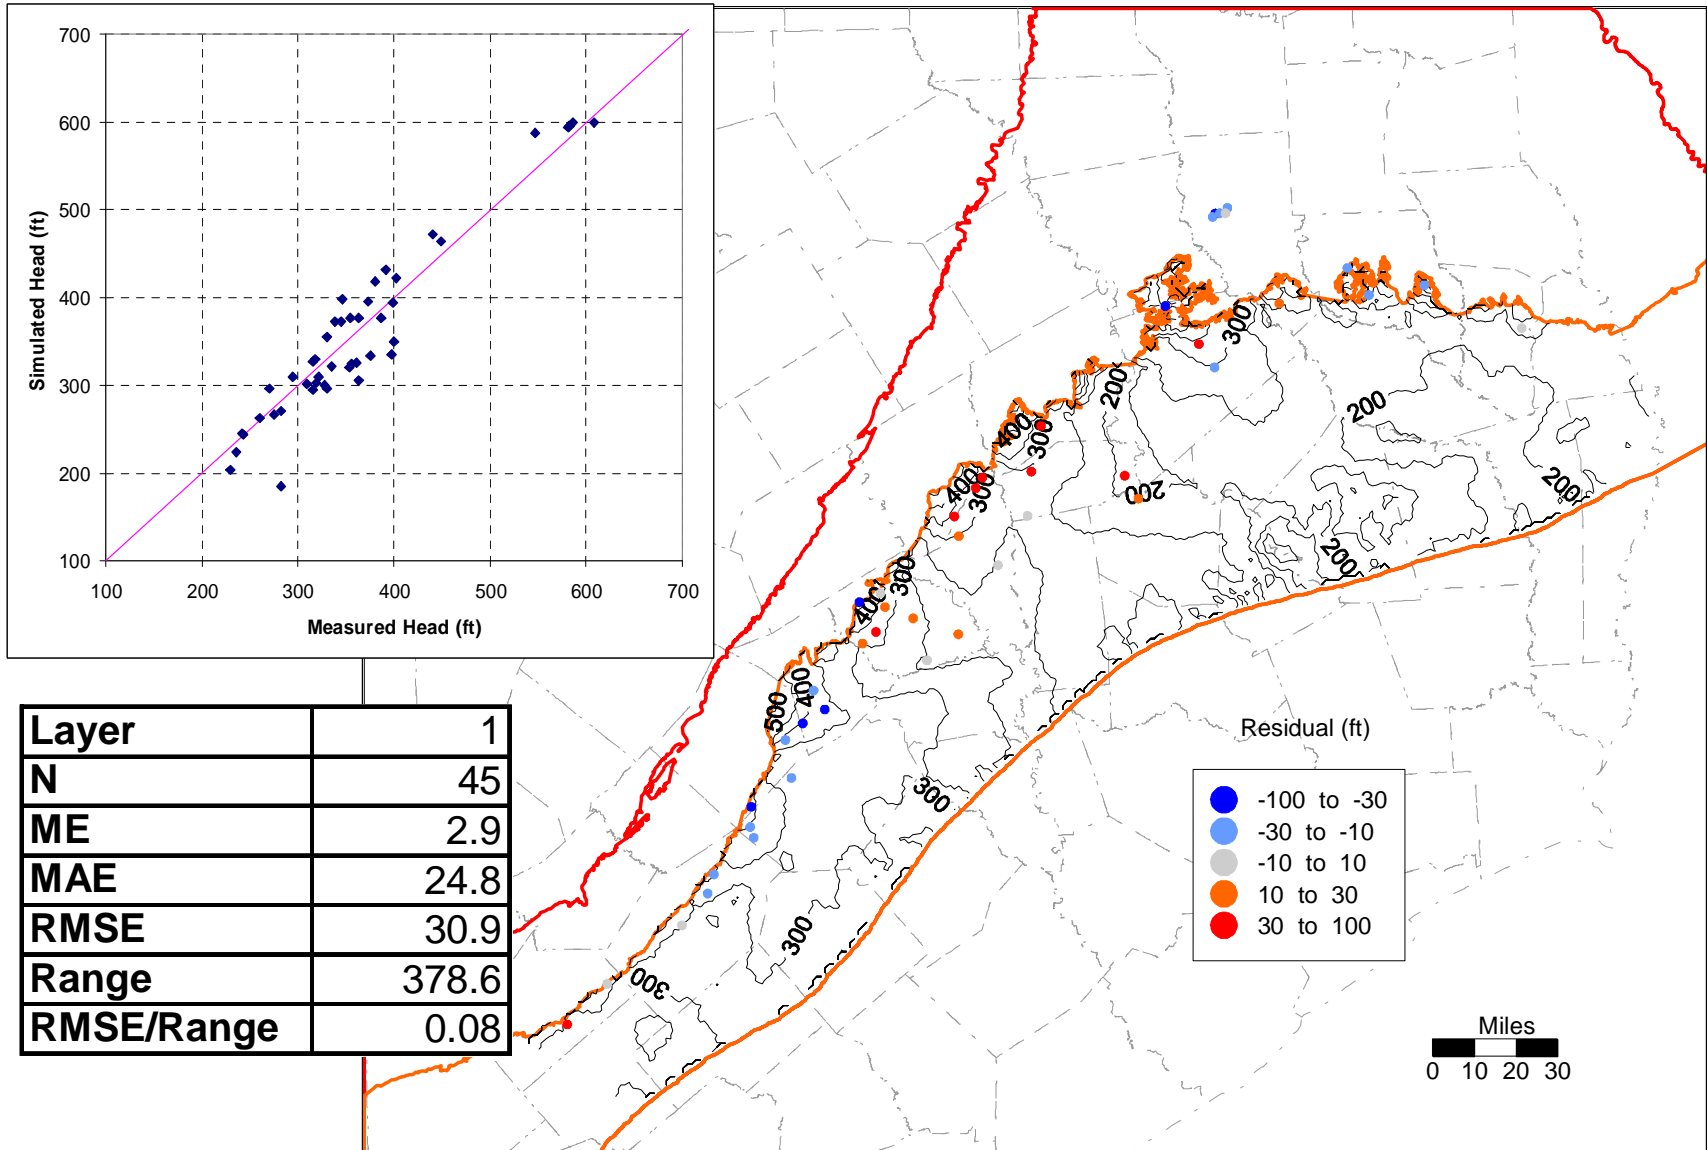 700
600
500
400
300
200
100
100 200 300 400 500 600 700
Simulated Head (ft)
Measured Head (ft)
Layer 1
N 45
ME 2.9
MAE 24.8
RMSE 30.9
Range 378.6
RMSE/Range 0.08
300
200
200
400
300
200
200
400
300
200
300
400
400
500
300
300
300
Residual (ft)
-100 to -30
-30 to -10
-10 to 10
10 to 30
30 to 100
Miles
0 10 20 30